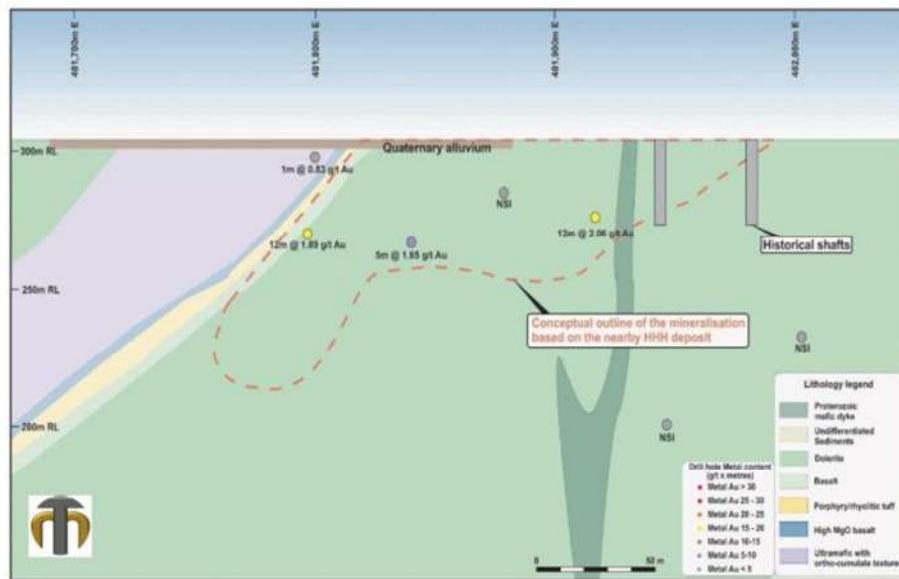 481,700m E
481,800m E
481,900m E
482,000m E
300m RL
Quaternary alluvium
1m @ 0.83 g/t Au
NSI
12m @ 1.89 g/t Au
5m @ 1.65 g/t Au
13m @ 2.06 g/t Au
Historical shafts
250m RL
Conceptual outline of the mineralisation
based on the nearby HHH deposit
NSI
200m RL
NSI
Lithology legend
Proterozoic
mafic dyke
Undifferentiated
Sediments
Dolerite
Basalt
Porphyry/rhyolitic tuff
High MgO basalt
Ultramafic with
ortho-cumulate texture
Drill hole Metal content
(g/t x metres)
Metal Au > 30
Metal Au 25 - 30
Metal Au 20 - 25
Metal Au 15 - 20
Metal Au 10-15
Metal Au 5-10
Metal Au < 5
0
50 m